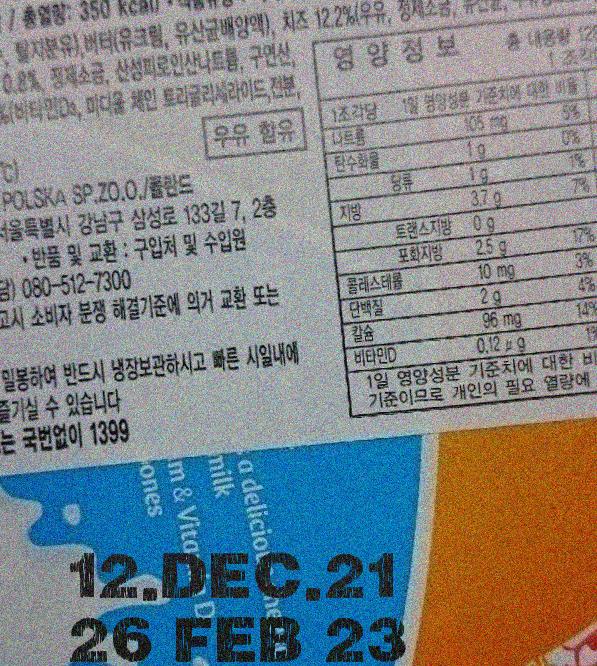 / 총열량: 350 kcal
탈지분유), 버터(유크림, 유산균배양액), 치즈 12.2%(우유, 정제소금, 유산균,
0.8%, 정제소금, 산성피로인산나트륨, 구연산,
%(비타민D₃, 미디움 체인 트리글리세라이드, 전분,
우유 함유
℃)
POLSKA SP.ZO.O./폴란드
서울특별시 강남구 삼성로 133길 7, 2층
• 반품 및 교환 : 구입처 및 수입원
담) 080-512-7300
고시 소비자 분쟁 해결기준에 의거 교환 또는
밀봉하여 반드시 냉장보관하시고 빠른 시일내에
즐기실 수 있습니다
는 국번없이 1399
영양정보 총 내용량 12
1 조각
1조각당 1일 영양성분 기준치에 대한 비율
나트륨 105 mg 5%
탄수화물 1 g 0%
당류 1 g 1%
지방 3.7 g 7%
트랜스지방 0 g
포화지방 2.5 g 17%
콜레스테롤 10 mg 3%
단백질 2 g 4%
칼슘 96 mg 14%
비타민D 0.12 μg 1%
1일 영양성분 기준치에 대한 비
기준이므로 개인의 필요 열량에
s a delicious
milk
m & Vitamin D
ones
12.DEC.21
26 FEB 23